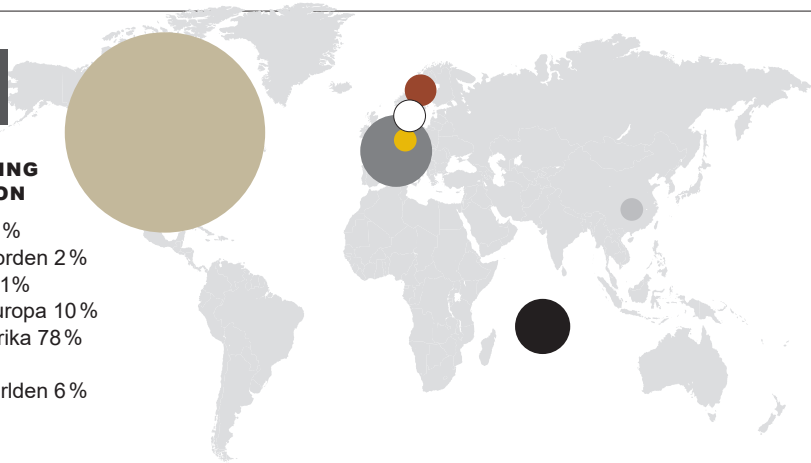 ING
ON
%
orden 2 %
1%
uropa 10 %
rika 78 %
rlden 6 %